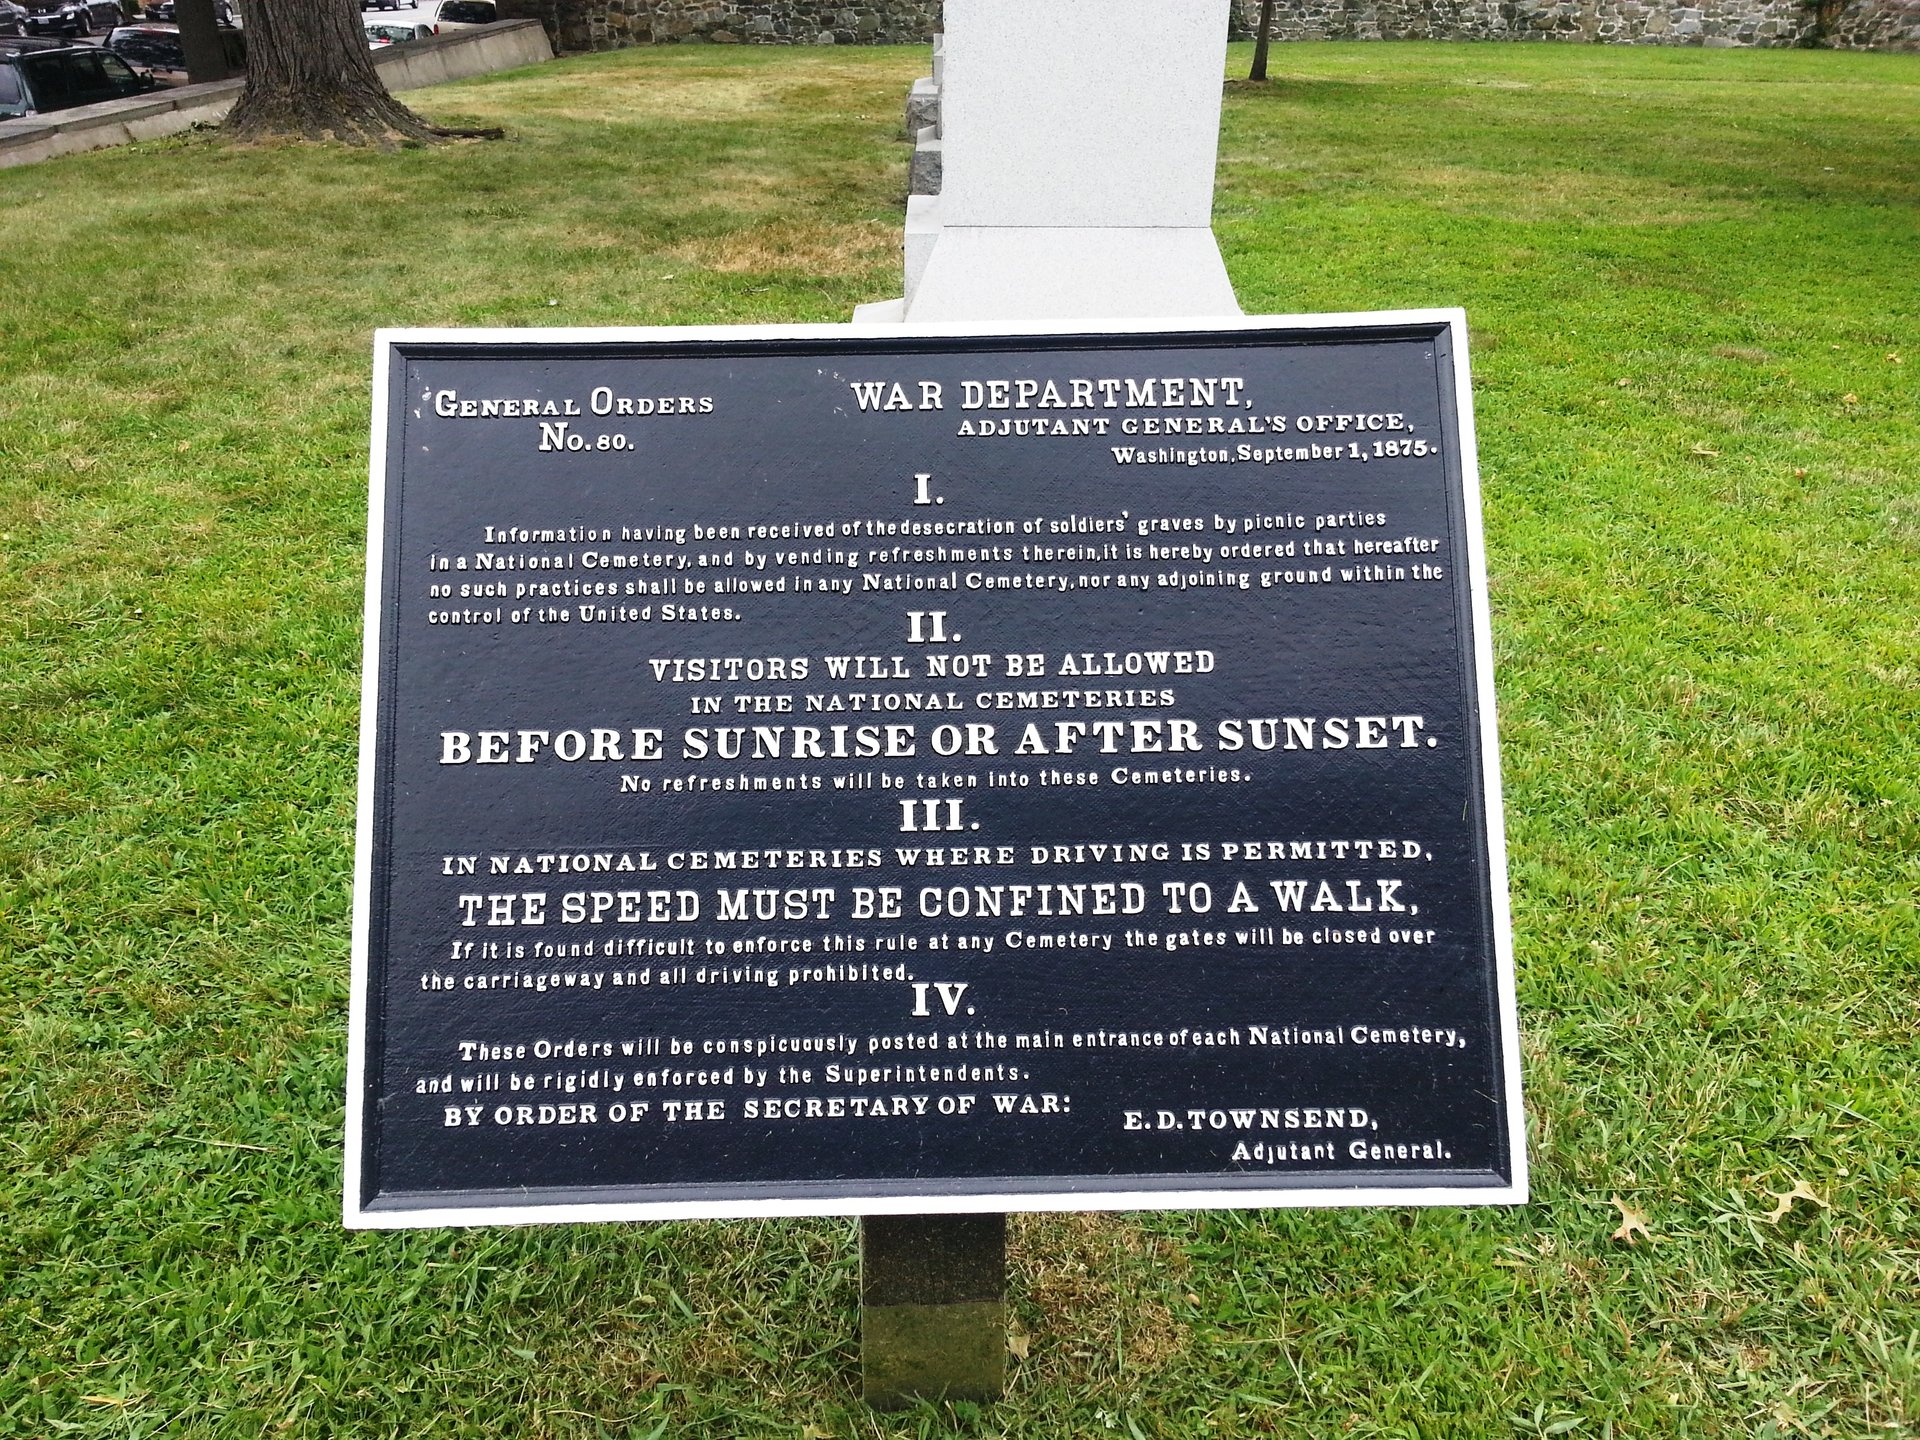 General Orders
No. 80.
WAR DEPARTMENT,
ADJUTANT GENERAL'S OFFICE,
Washington, September 1, 1875.
I.
Information having been received of the desecration of soldiers' graves by picnic parties
in a National Cemetery, and by vending refreshments therein, it is hereby ordered that hereafter
no such practices shall be allowed in any National Cemetery, nor any adjoining ground within the
control of the United States.
II.
VISITORS WILL NOT BE ALLOWED
IN THE NATIONAL CEMETERIES
BEFORE SUNRISE OR AFTER SUNSET.
No refreshments will be taken into these Cemeteries.
III.
IN NATIONAL CEMETERIES WHERE DRIVING IS PERMITTED,
THE SPEED MUST BE CONFINED TO A WALK,
If it is found difficult to enforce this rule at any Cemetery the gates will be closed over
the carriageway and all driving prohibited.
IV.
These Orders will be conspicuously posted at the main entrance of each National Cemetery,
and will be rigidly enforced by the Superintendents.
BY ORDER OF THE SECRETARY OF WAR:
E. D. TOWNSEND,
Adjutant General.